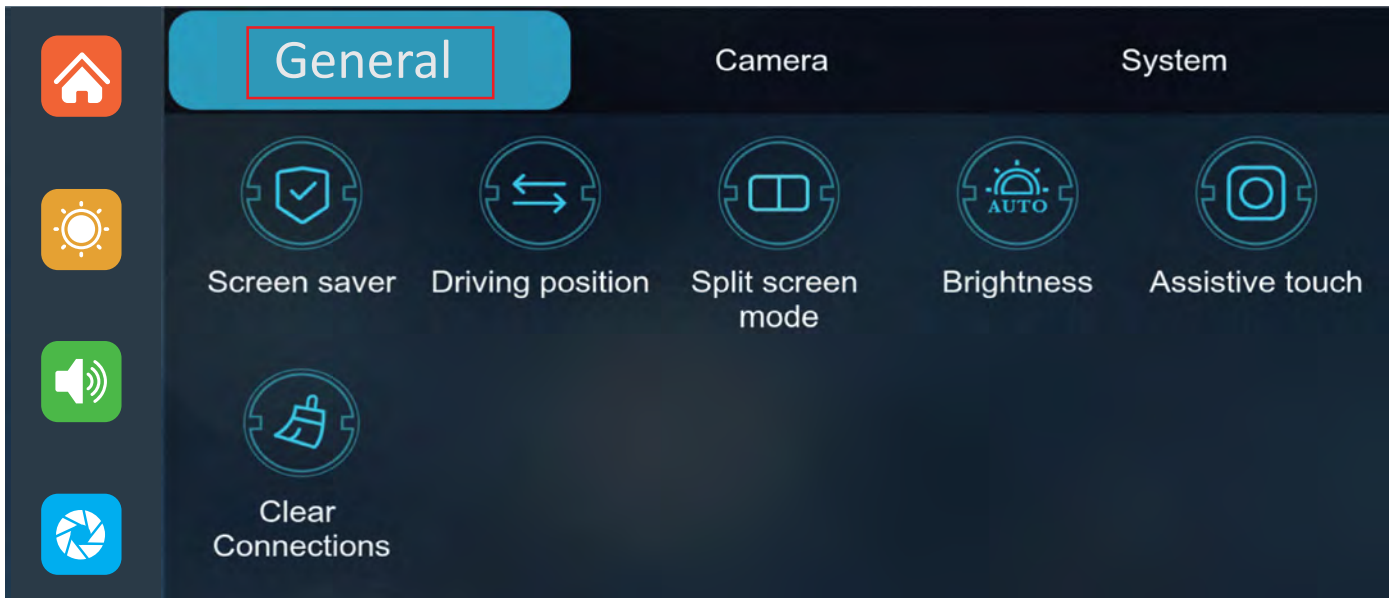 General
Camera
System
AUTO
Screen saver
Driving position
Split screen
mode
Brightness
Assistive touch
Clear
Connections